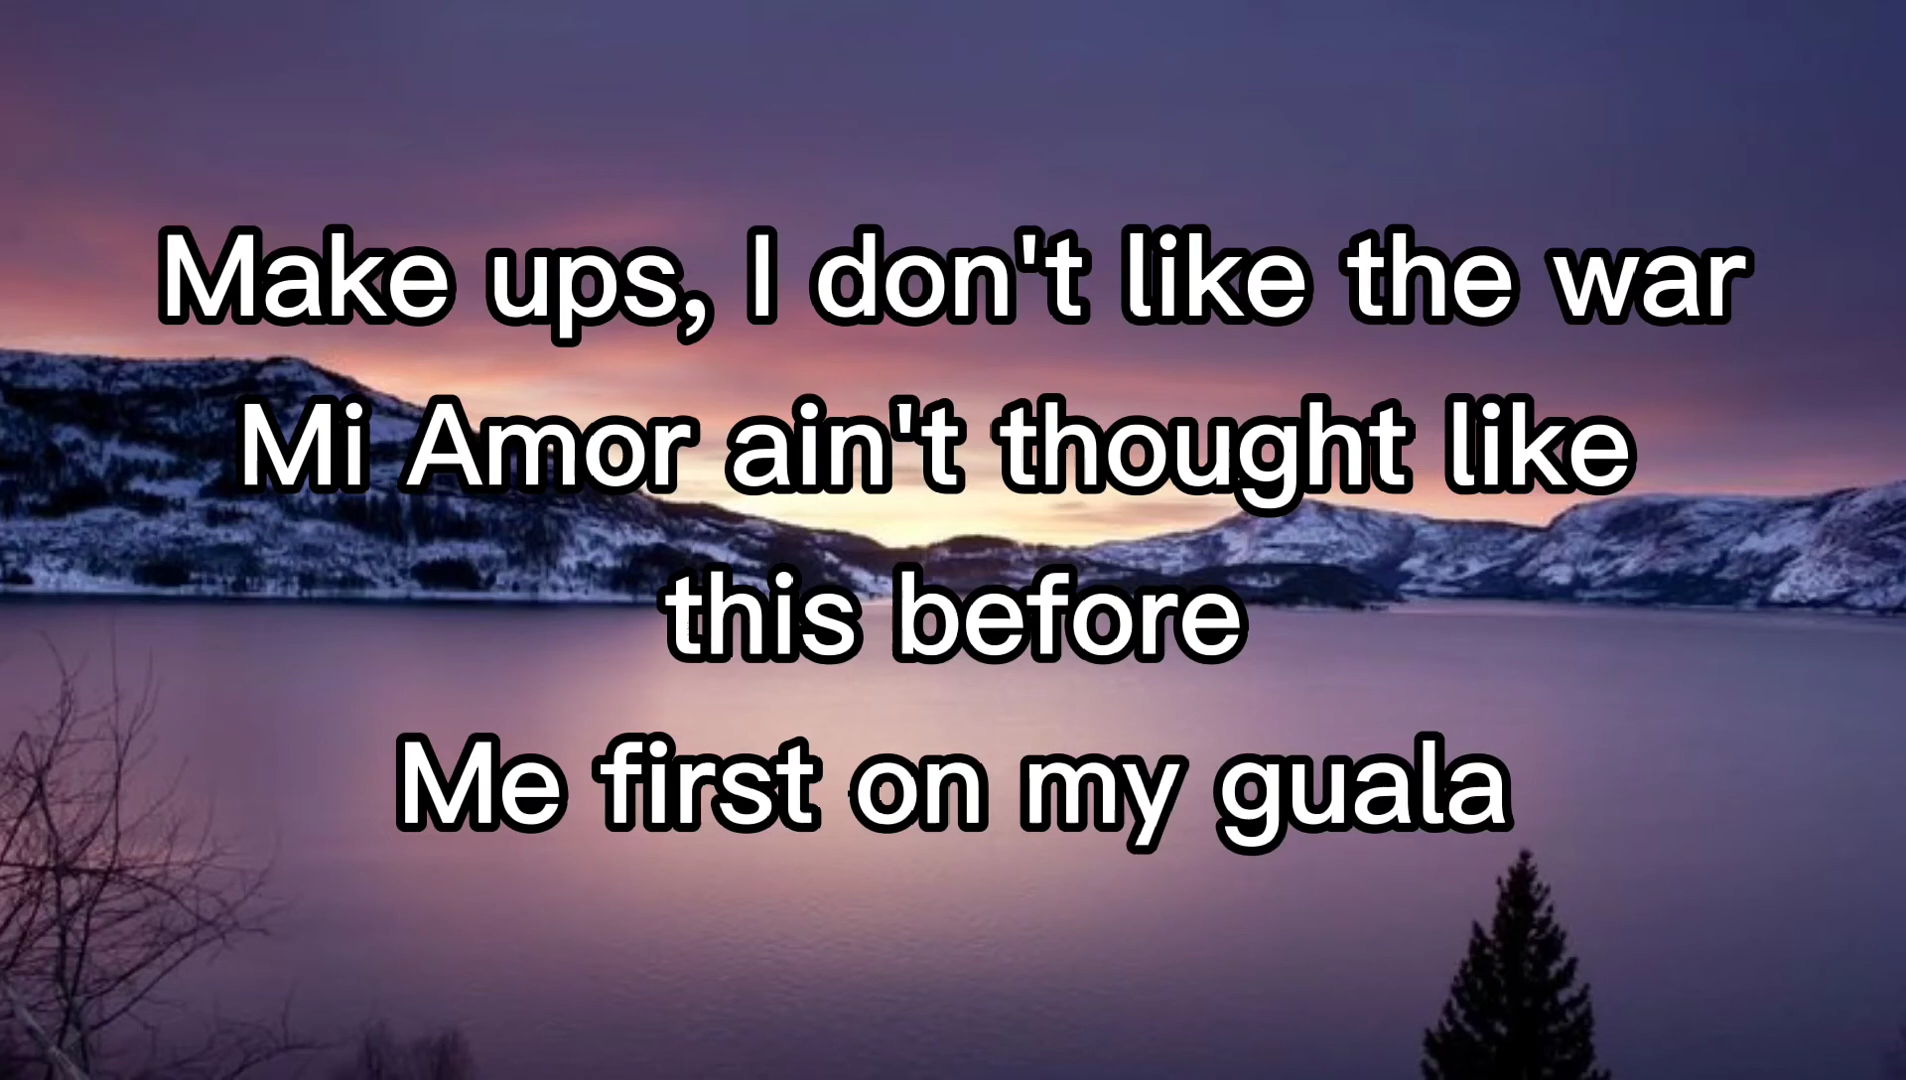 Make ups, I don't like the war
Mi Amor ain't thought like
this before
Me first on my guala